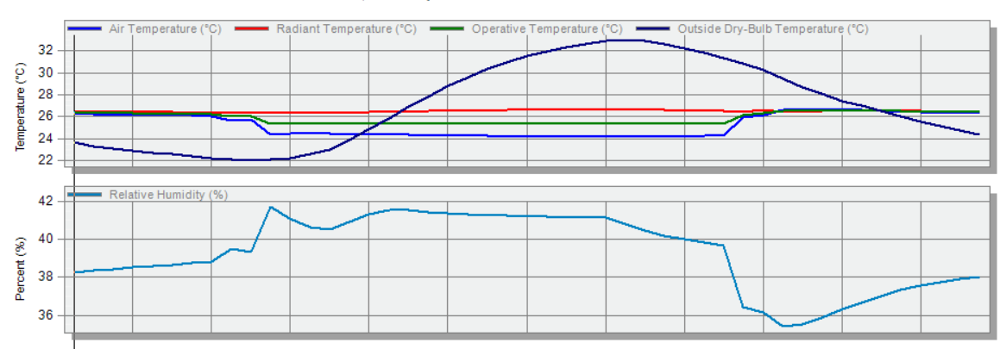 Air Temperature (°C) Radiant Temperature (°C) Operative Temperature (°C) Outside Dry-Bulb Temperature (°C)
Temperature (°C)
32
30
28
26
24
22
Relative Humidity (%)
Percent (%)
42
40
38
36